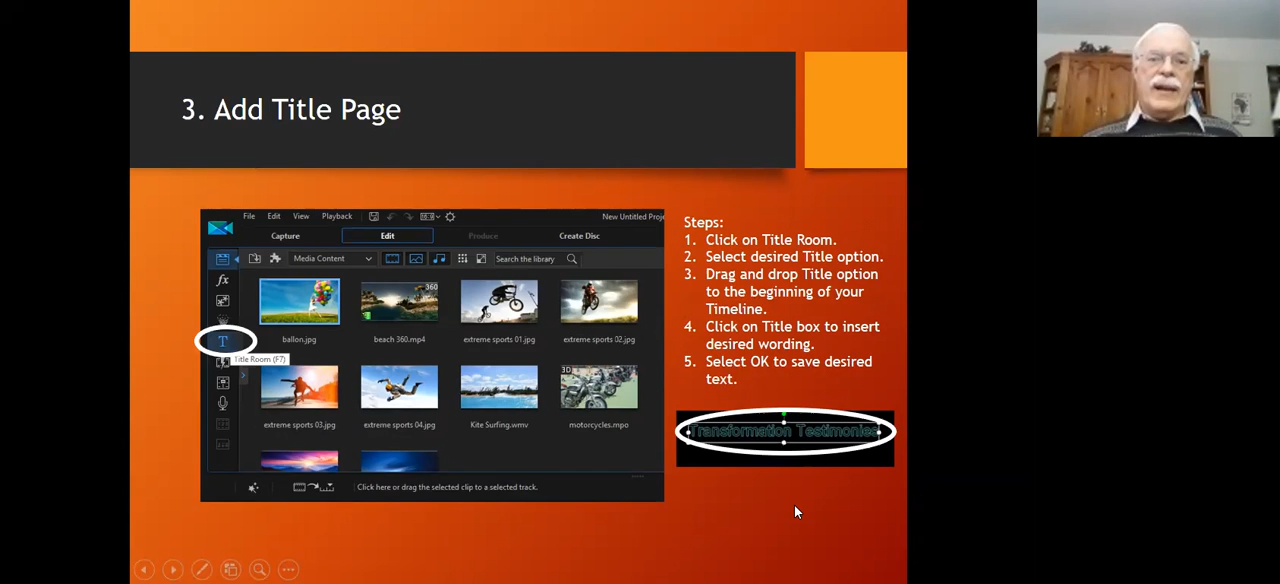 3. Add Title Page
File Edit View Playback New Untitled Proje
Capture Edit Produce Create Disc
Media Content Search the library
fx
360
T
ballon.jpg beach 360.mp4 extreme sports 01.jpg extreme sports 02.jpg
Title Room (F7)
3D
extreme sports 03.jpg extreme sports 04.jpg Kite Surfing.wmv motorcycles.mpo
Click here or drag the selected clip to a selected track.
Steps:
1. Click on Title Room.
2. Select desired Title option.
3. Drag and drop Title option
to the beginning of your
Timeline.
4. Click on Title box to insert
desired wording.
5. Select OK to save desired
text.
Transformation Testimonies